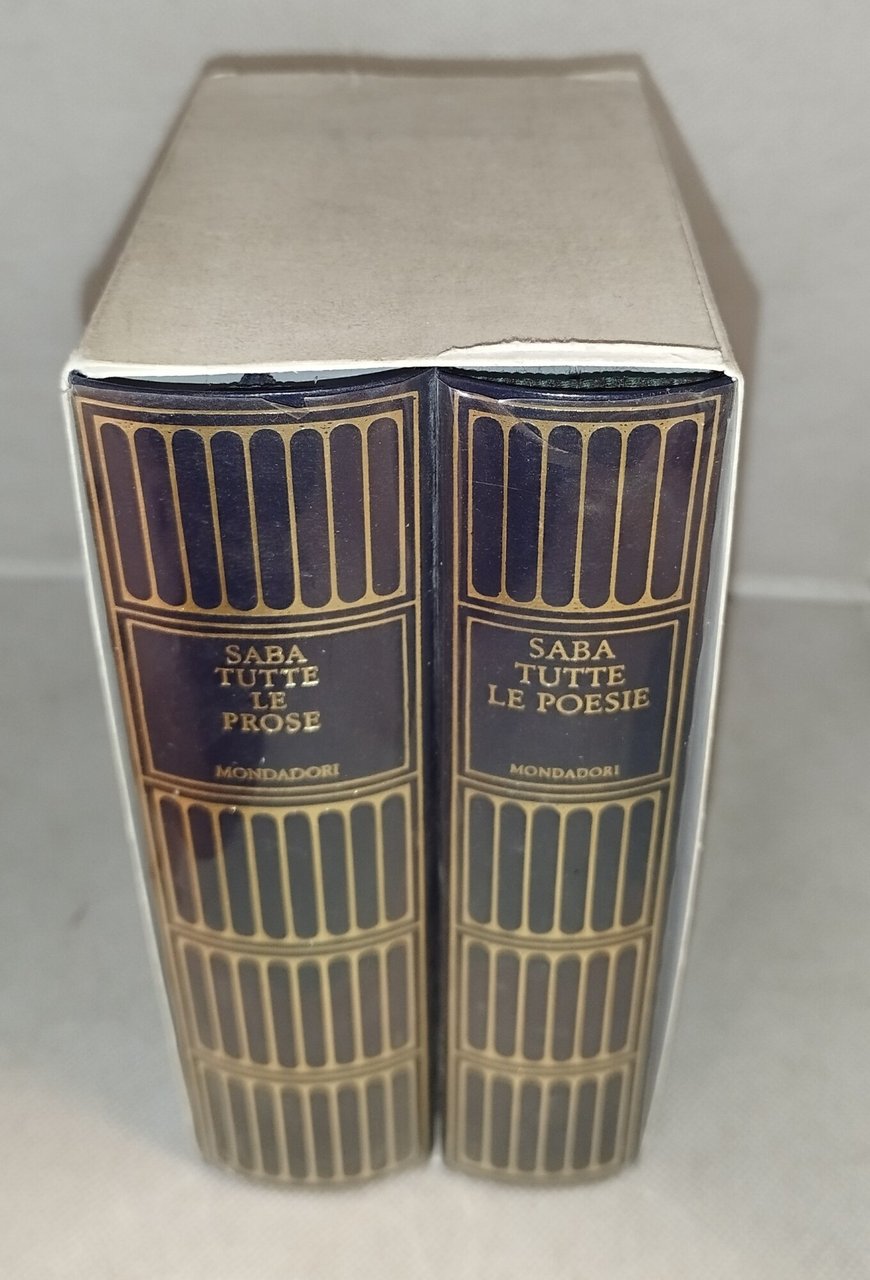 SABA
TUTTE
LE
PROSE
MONDADORI
SABA
TUTTE
LE POESIE
MONDADORI